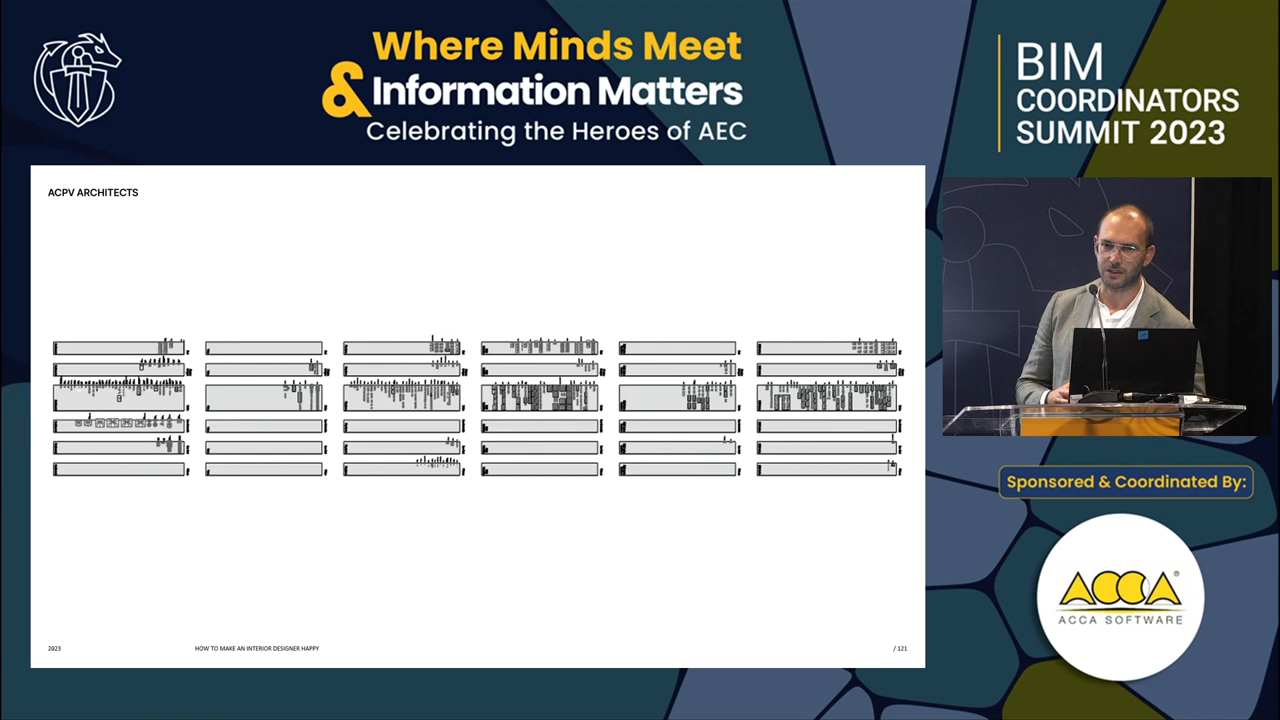 Where Minds Meet
& Information Matters
Celebrating the Heroes of AEC
BIM
COORDINATORS
SUMMIT 2023
ACPV ARCHITECTS
2023
HOW TO MAKE AN INTERIOR DESIGNER HAPPY
/ 121
Sponsored & Coordinated By:
ACCA
®
ACCA SOFTWARE